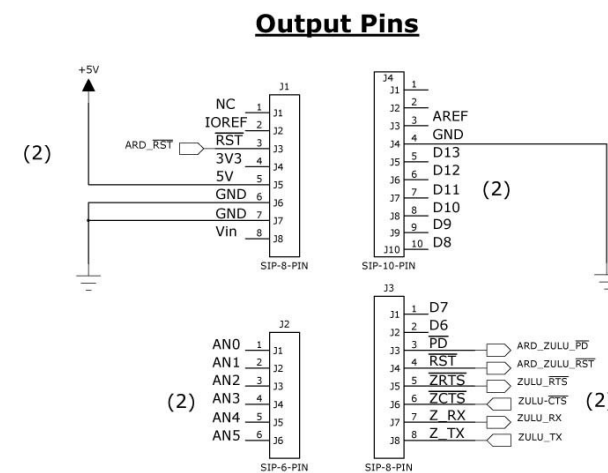 Output Pins
+5V
J1
NC 1 J1
IOREF 2 J2
ARD_RST RST 3 J3
3V3 4 J4
5V 5 J5
GND 6 J6
GND 7 J7
Vin 8 J8
SIP-8-PIN
(2)
J4
J1 1
J2 2
J3 3 AREF
J4 4 GND
J5 5 D13
J6 6 D12
J7 7 D11
J8 8 D10
J9 9 D9
J10 10 D8
SIP-10-PIN
(2)
J2
AN0 1 J1
AN1 2 J2
AN2 3 J3
AN3 4 J4
AN4 5 J5
AN5 6 J6
SIP-6-PIN
(2)
J3
J1 1 D7
J2 2 D6
J3 3 PD ARD_ZULU_PD
J4 4 RST ARD_ZULU_RST
J5 5 ZRTS ZULU_RTS
J6 6 ZCTS ZULU-CTS
J7 7 Z_RX ZULU_RX
J8 8 Z_TX ZULU_TX
SIP-8-PIN
(2)